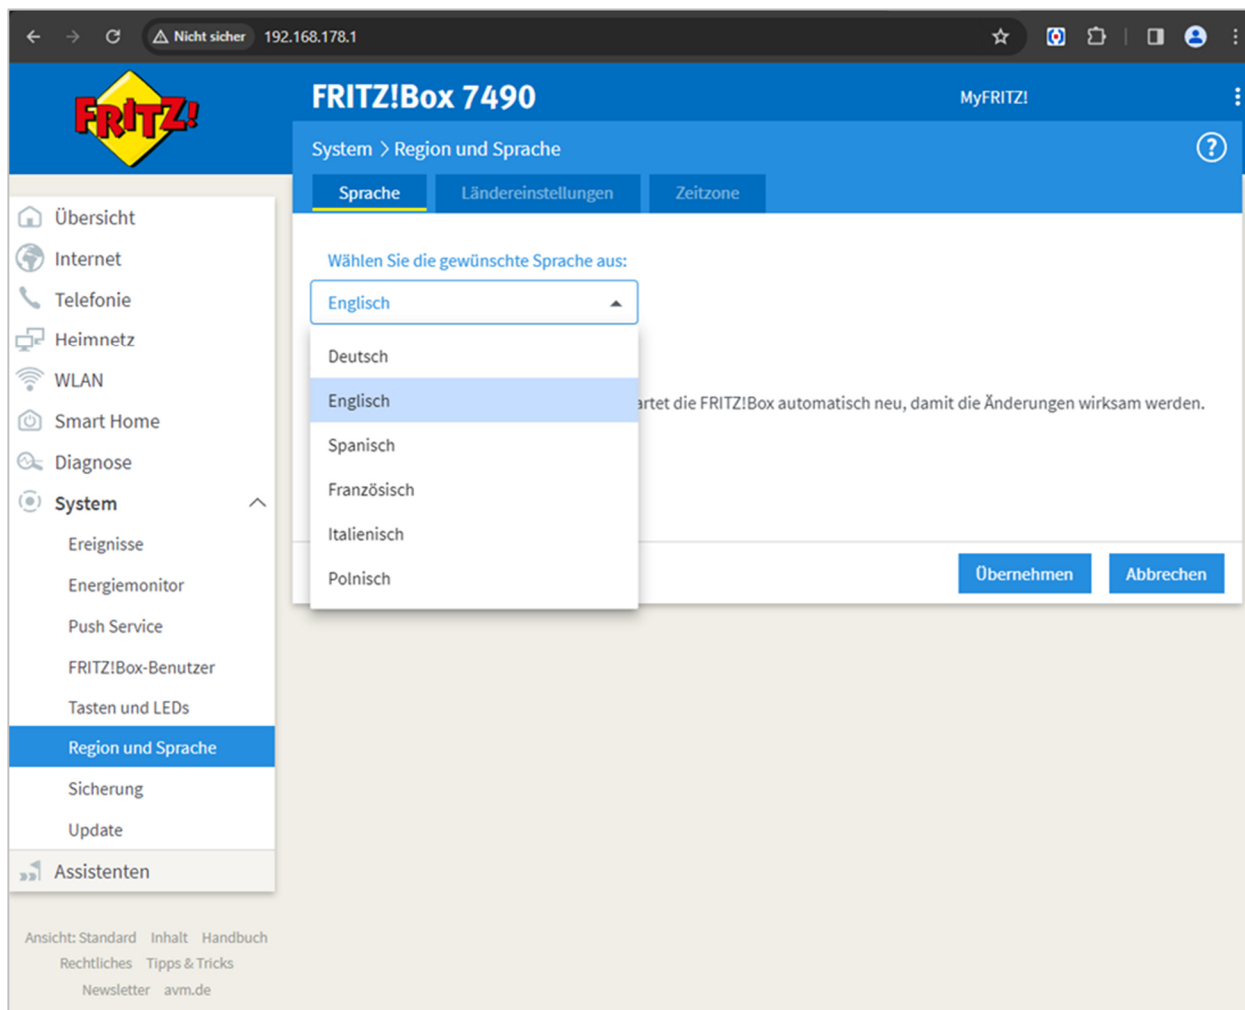 Nicht sicher 192.168.178.1
FRITZ!
FRITZ!Box 7490
MyFRITZ!
System > Region und Sprache
Sprache Ländereinstellungen Zeitzone
Übersicht
Internet
Telefonie
Heimnetz
WLAN
Smart Home
Diagnose
System
Ereignisse
Energiemonitor
Push Service
FRITZ!Box-Benutzer
Tasten und LEDs
Region und Sprache
Sicherung
Update
Assistenten
Ansicht: Standard Inhalt Handbuch
Rechtliches Tipps & Tricks
Newsletter avm.de
Wählen Sie die gewünschte Sprache aus:
Englisch
Deutsch
Englisch
Spanisch
Französisch
Italienisch
Polnisch
die FRITZ!Box automatisch neu, damit die Änderungen wirksam werden.
Übernehmen Abbrechen